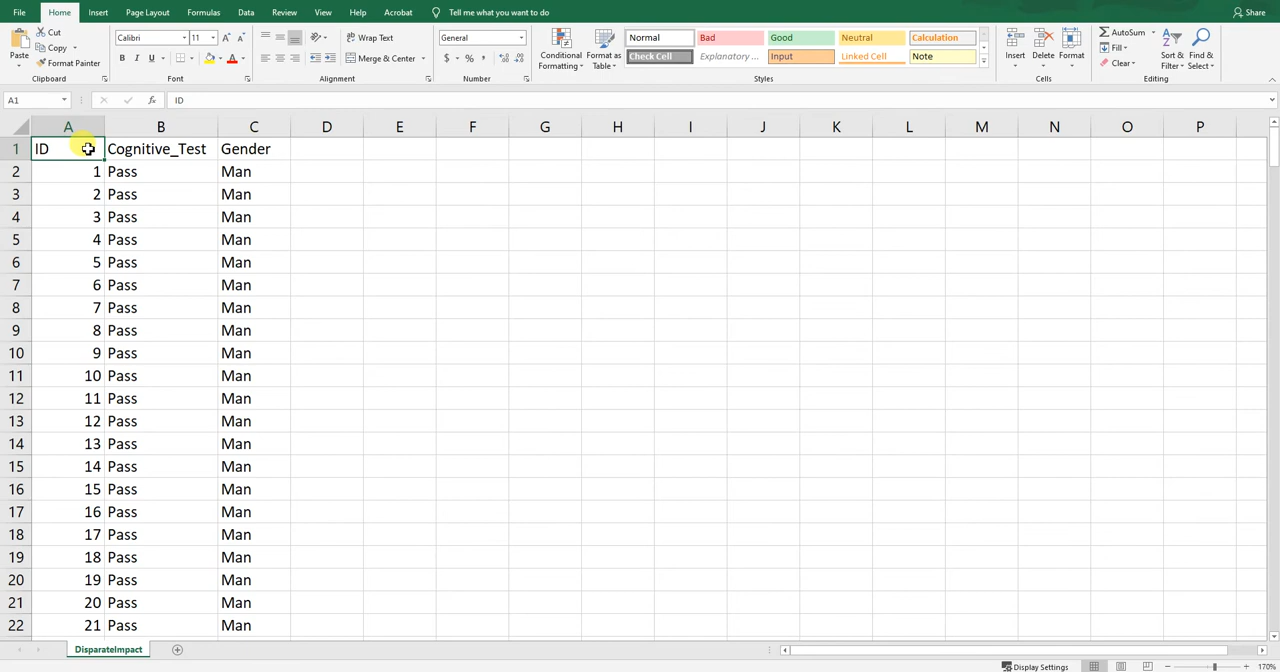 File Home Insert Page Layout Formulas Data Review View Help Acrobat Tell me what you want to do Share
Paste Cut Copy Format Painter Clipboard
Calibri 11 A A B I U A Font
Wrap Text Merge & Center Alignment
General $ % , Number
Conditional Formatting Format as Table
Normal Bad Good Neutral Calculation
Check Cell Explanatory ... Input Linked Cell Note
Styles
Insert Delete Format Cells
AutoSum Fill Clear Sort & Filter Find & Select Editing
A1 fx ID
A B C D E F G H I J K L M N O P
1 ID Cognitive_Test Gender
2 1 Pass Man
3 2 Pass Man
4 3 Pass Man
5 4 Pass Man
6 5 Pass Man
7 6 Pass Man
8 7 Pass Man
9 8 Pass Man
10 9 Pass Man
11 10 Pass Man
12 11 Pass Man
13 12 Pass Man
14 13 Pass Man
15 14 Pass Man
16 15 Pass Man
17 16 Pass Man
18 17 Pass Man
19 18 Pass Man
20 19 Pass Man
21 20 Pass Man
22 21 Pass Man
DisparateImpact
Display Settings 170%